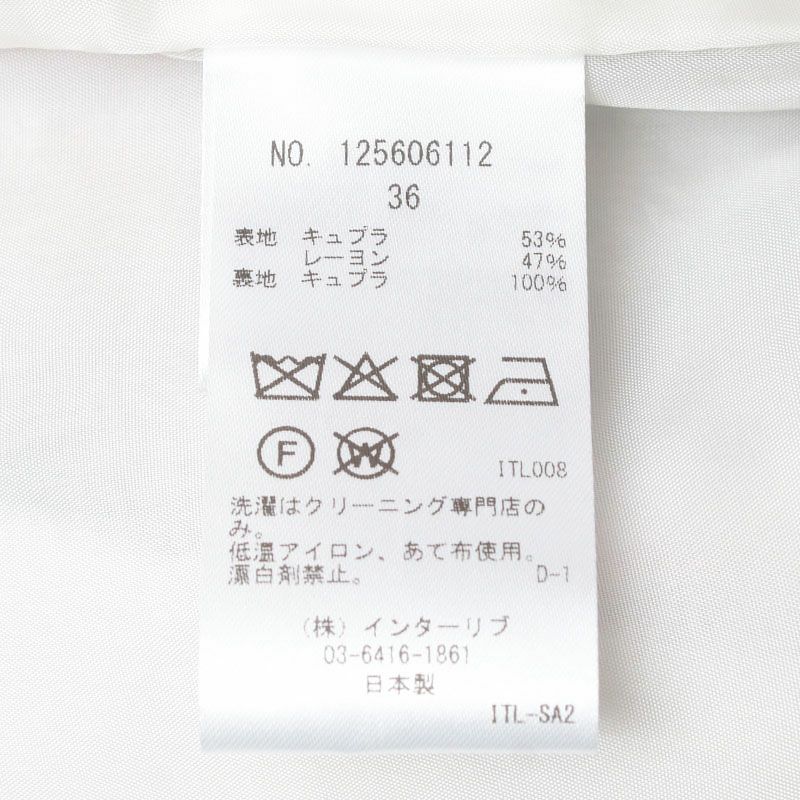 NO. 125606112
36
表地 キュプラ 53%
レーヨン 47%
裏地 キュプラ 100%
F W
ITL008
洗濯はクリーニング専門店の
み。
低温アイロン、あて布使用。
漂白剤禁止。 D-1
(株) インターリブ
03-6416-1861
日本製
ITL-SA2